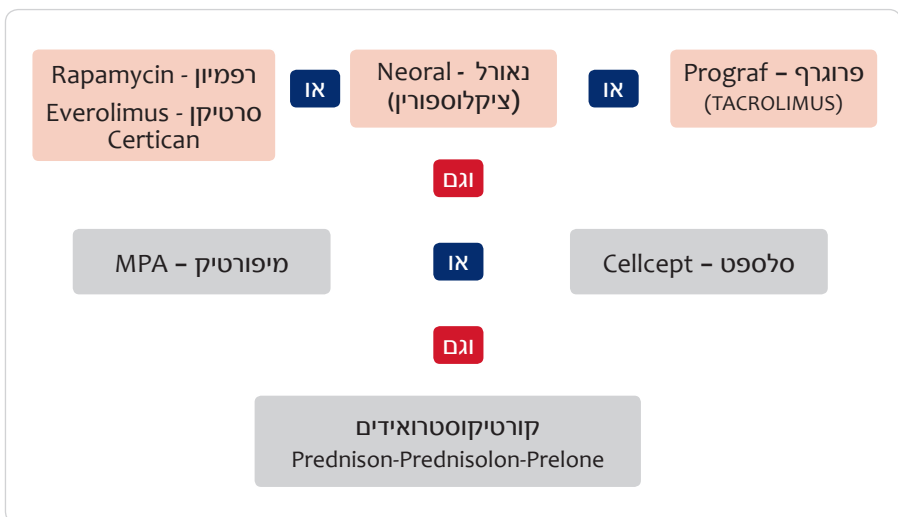 פרוגרף – Prograf
(TACROLIMUS)
או
נאורל - Neoral
(ציקלוספורין)
או
רפמיון - Rapamycin
סרטיקן - Everolimus
Certican
וגם
סלספט – Cellcept
או
מיפורטיק – MPA
וגם
קורטיקוסטרואידים
Prednison-Prednisolon-Prelone